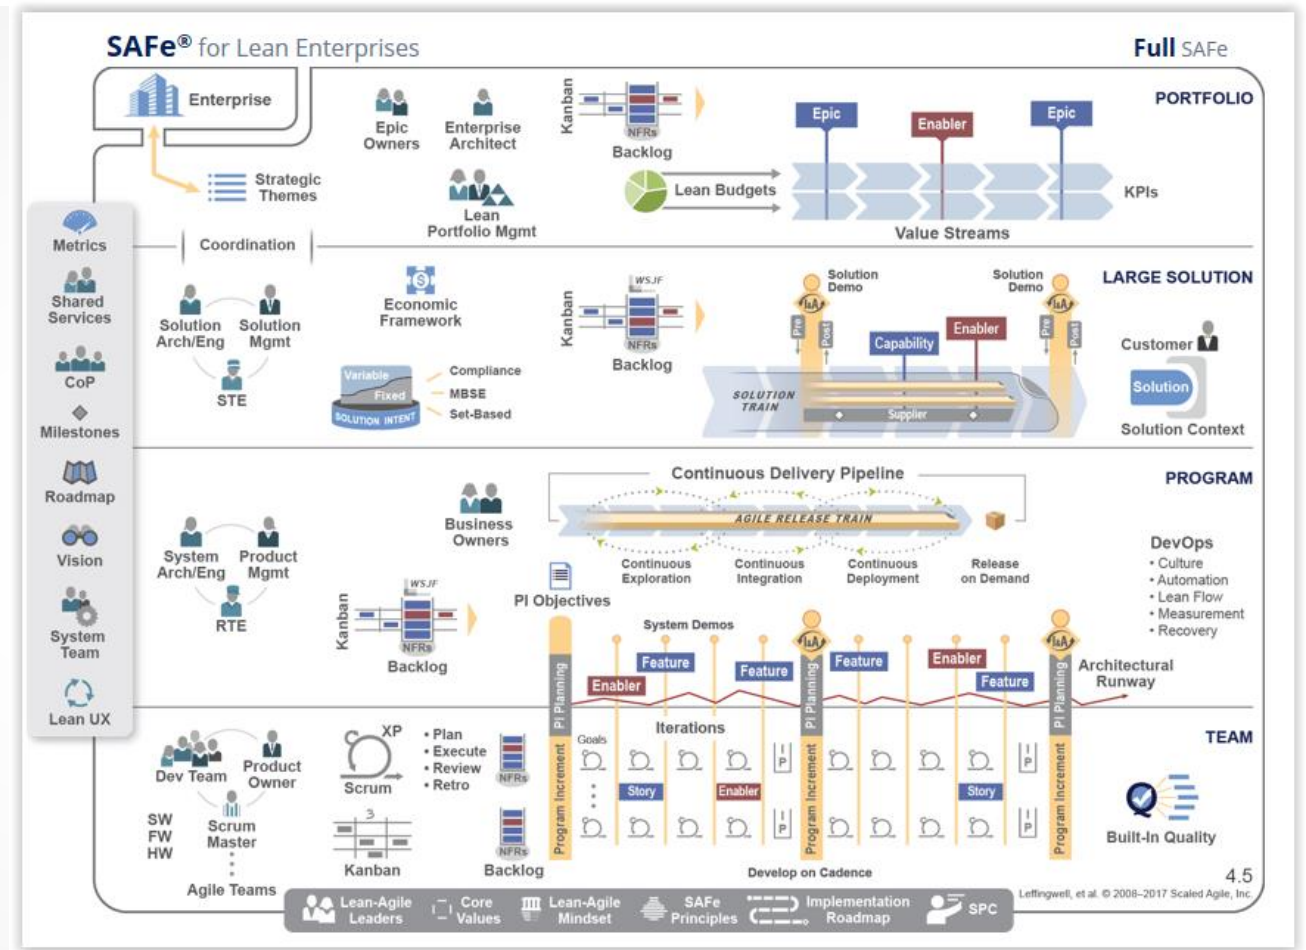 SAFe® for Lean Enterprises
Full SAFe
Enterprise
Strategic
Themes
Epic
Owners
Enterprise
Architect
Lean
Portfolio Mgmt
Kanban
NFRs
Backlog
Lean Budgets
Epic
Enabler
Epic
KPIs
Value Streams
PORTFOLIO
Metrics
Shared
Services
CoP
Milestones
Roadmap
Vision
System
Team
Lean UX
Coordination
Solution
Arch/Eng
Solution
Mgmt
STE
Economic
Framework
Variable
Fixed
SOLUTION INTENT
Compliance
MBSE
Set-Based
Kanban
WSJF
NFRs
Backlog
Solution
Demo
I&A
Pre
Post
Capability
Enabler
Solution
Demo
I&A
Pre
Post
SOLUTION
TRAIN
Supplier
LARGE SOLUTION
Customer
Solution
Solution Context
System
Arch/Eng
Product
Mgmt
RTE
Business
Owners
Kanban
WSJF
NFRs
Backlog
Continuous Delivery Pipeline
AGILE RELEASE TRAIN
Continuous
Exploration
Continuous
Integration
Continuous
Deployment
Release
on Demand
PROGRAM
DevOps
• Culture
• Automation
• Lean Flow
• Measurement
• Recovery
PI Objectives
System Demos
PI Planning
Enabler
Feature
Feature
I&A
PI Planning
Feature
Enabler
Feature
I&A
PI Planning
Architectural
Runway
Dev Team
Product
Owner
Scrum
Master
SW
FW
HW
Agile Teams
XP
Scrum
3
Kanban
• Plan
• Execute
• Review
• Retro
NFRs
NFRs
Backlog
Program Increment
Goals
Iterations
Story
Enabler
I
P
I
P
Program Increment
Story
I
P
I
P
Program Increment
Develop on Cadence
TEAM
Built-In Quality
4.5
Leffingwell, et al. © 2008–2017 Scaled Agile, Inc.
Lean-Agile
Leaders
Core
Values
Lean-Agile
Mindset
SAFe
Principles
Implementation
Roadmap
SPC